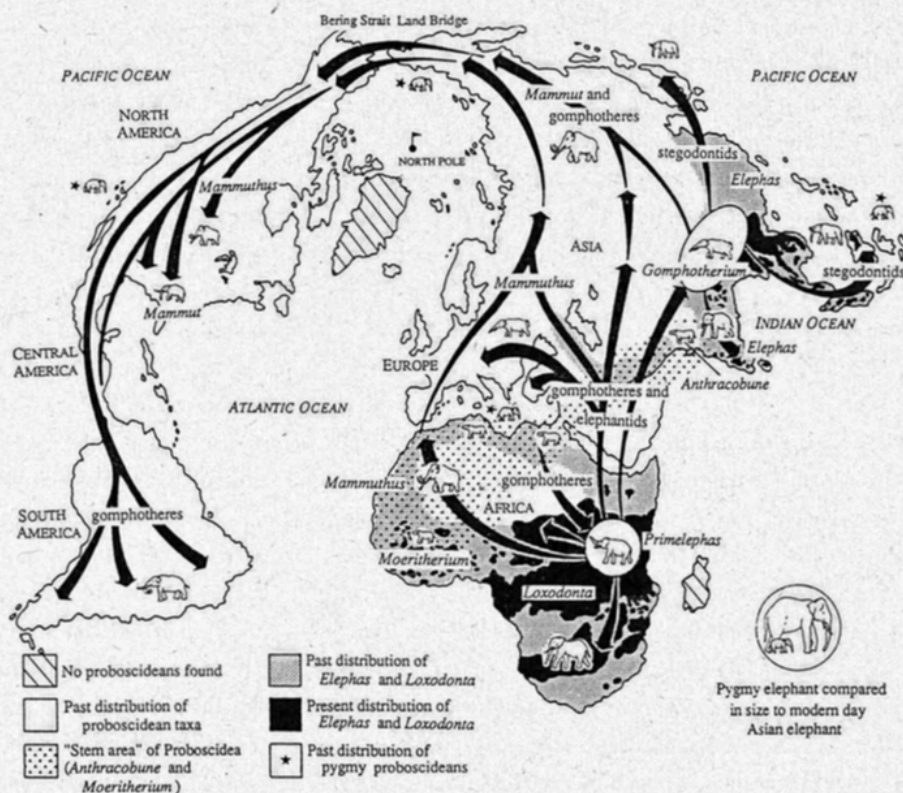 Bering Strait Land Bridge
PACIFIC OCEAN
PACIFIC OCEAN
NORTH
AMERICA
Mammut and
gomphotheres
NORTH POLE
stegodontids
Elephas
Mammuthus
ASIA
Mammuthus
Gomphotherium
stegodontids
Mammut
INDIAN OCEAN
CENTRAL
AMERICA
EUROPE
Elephas
Anthracobune
ATLANTIC OCEAN
gomphotheres and
elephantids
Mammuthus
gomphotheres
AFRICA
SOUTH
AMERICA
gomphotheres
Primelephas
Moeritherium
Loxodonta
No proboscideans found
Past distribution of
proboscidean taxa
"Stem area" of Proboscidea
(Anthracobune and
Moeritherium)
Past distribution of
Elephas and Loxodonta
Present distribution of
Elephas and Loxodonta
Past distribution of
pygmy proboscideans
Pygmy elephant compared
in size to modern day
Asian elephant